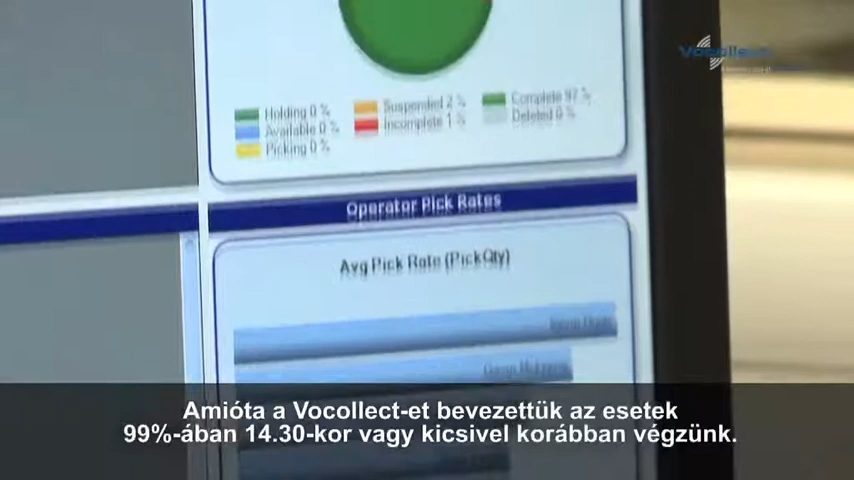 Vocollect
Holding 0 %
Suspended 2 %
Complete 97 %
Available 0 %
Incomplete 1 %
Deleted 0 %
Picking 0 %
Operator Pick Rates
Avg Pick Rate (PickQty)
Amióta a Vocollect-et bevezettük az esetek
99%-ában 14.30-kor vagy kicsivel korábban végzünk.